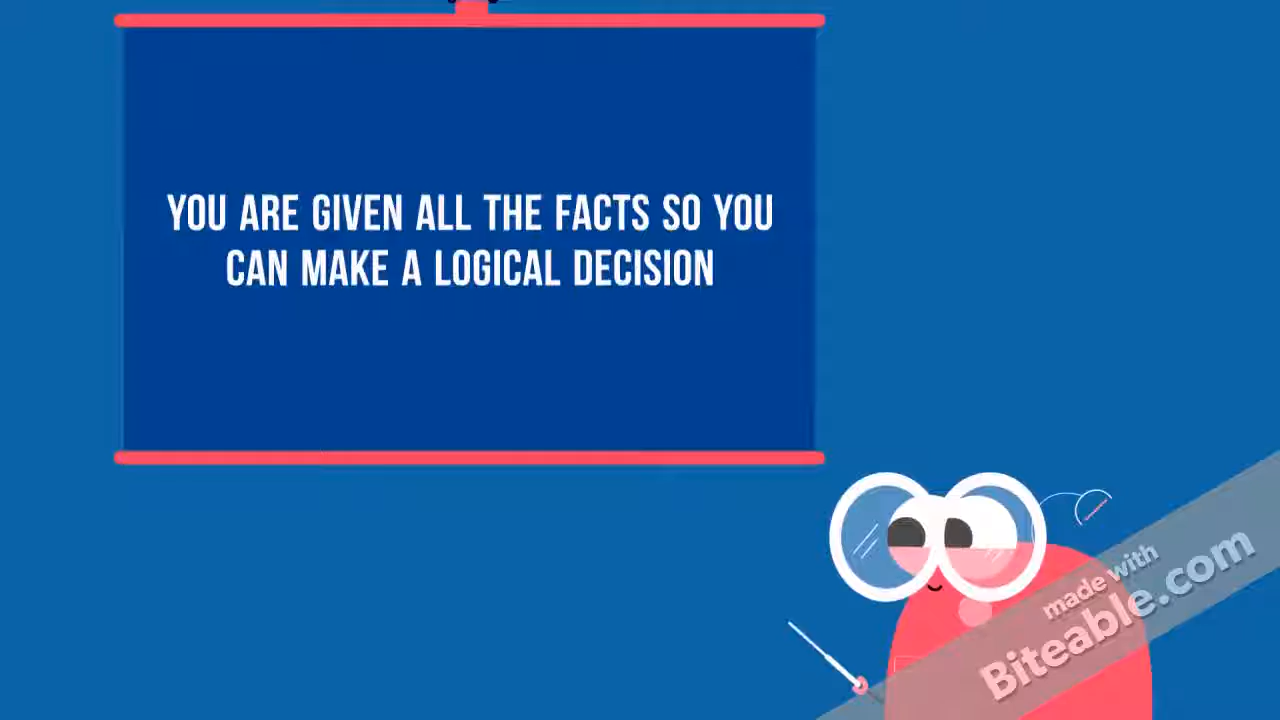 YOU ARE GIVEN ALL THE FACTS SO YOU
CAN MAKE A LOGICAL DECISION
made with
Biteable.com